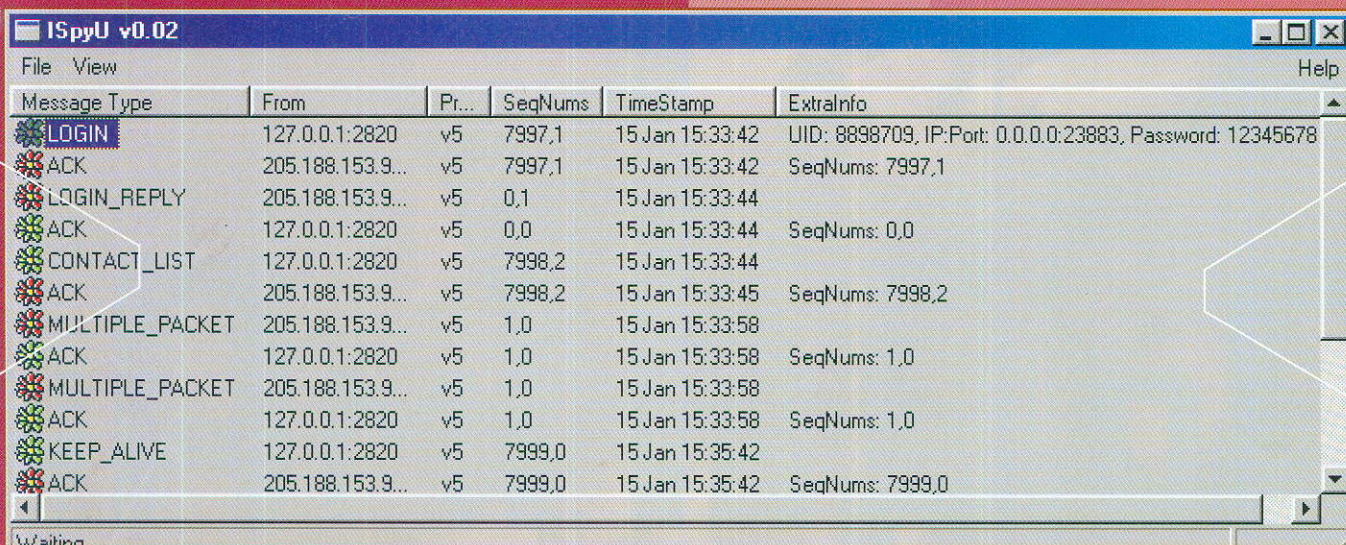 ISpyU v0.02
File View Help
Message Type From Pr... SeqNums TimeStamp ExtraInfo
LOGIN 127.0.0.1:2820 v5 7997,1 15 Jan 15:33:42 UID: 8898709, IP:Port: 0.0.0.0:23883, Password: 12345678
ACK 205.188.153.9... v5 7997,1 15 Jan 15:33:42 SeqNums: 7997,1
LOGIN_REPLY 205.188.153.9... v5 0,1 15 Jan 15:33:44
ACK 127.0.0.1:2820 v5 0,0 15 Jan 15:33:44 SeqNums: 0,0
CONTACT_LIST 127.0.0.1:2820 v5 7998,2 15 Jan 15:33:44
ACK 205.188.153.9... v5 7998,2 15 Jan 15:33:45 SeqNums: 7998,2
MULTIPLE_PACKET 205.188.153.9... v5 1,0 15 Jan 15:33:58
ACK 127.0.0.1:2820 v5 1,0 15 Jan 15:33:58 SeqNums: 1,0
MULTIPLE_PACKET 205.188.153.9... v5 1,0 15 Jan 15:33:58
ACK 127.0.0.1:2820 v5 1,0 15 Jan 15:33:58 SeqNums: 1,0
KEEP_ALIVE 127.0.0.1:2820 v5 7999,0 15 Jan 15:35:42
ACK 205.188.153.9... v5 7999,0 15 Jan 15:35:42 SeqNums: 7999,0
Waiting